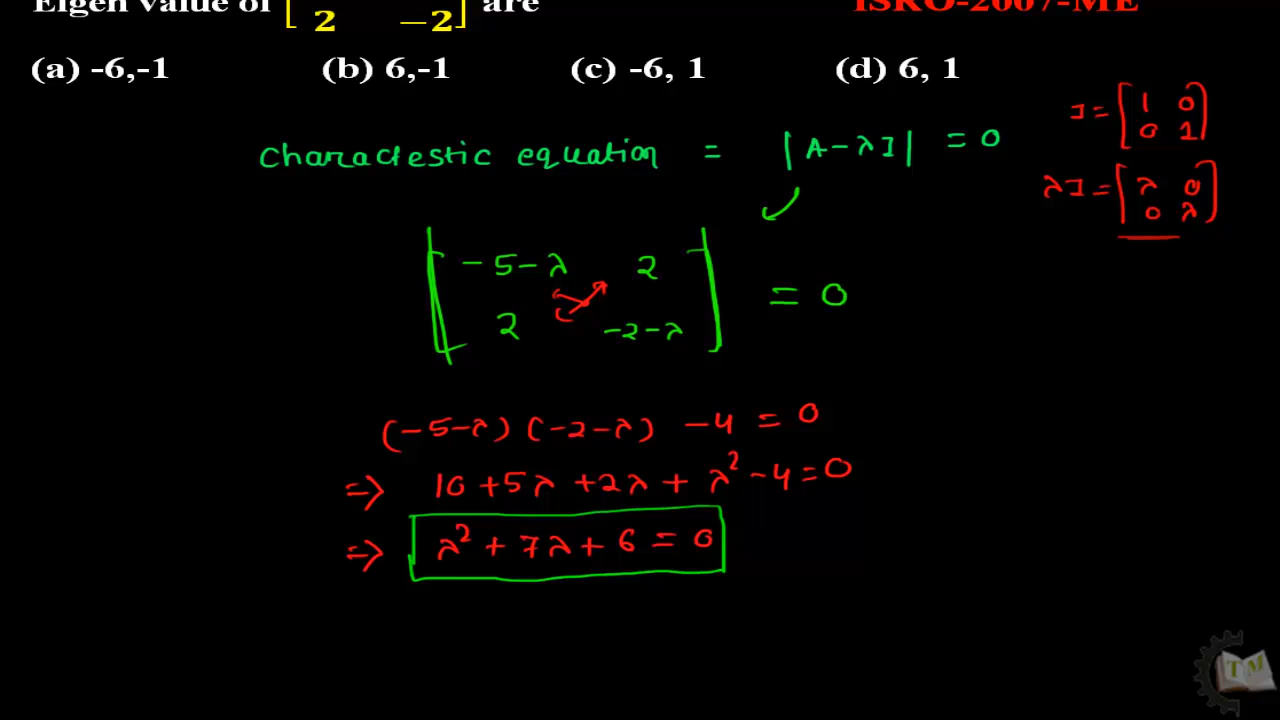 Eigen value of [ 2 −2 ] are ISRO-2007-ME
(a) -6,-1 (b) 6,-1 (c) -6, 1 (d) 6, 1
I = [ 1 0
0 1 ]
charactestic equation = |A-λI| = 0
λI = [ λ 0
0 λ ]
-5-λ 2
= 0
2 -2-λ
(-5-λ) (-2-λ) -4 = 0
=> 10 +5λ +2λ + λ² -4=0
=> λ² + 7λ + 6 = 0
TM